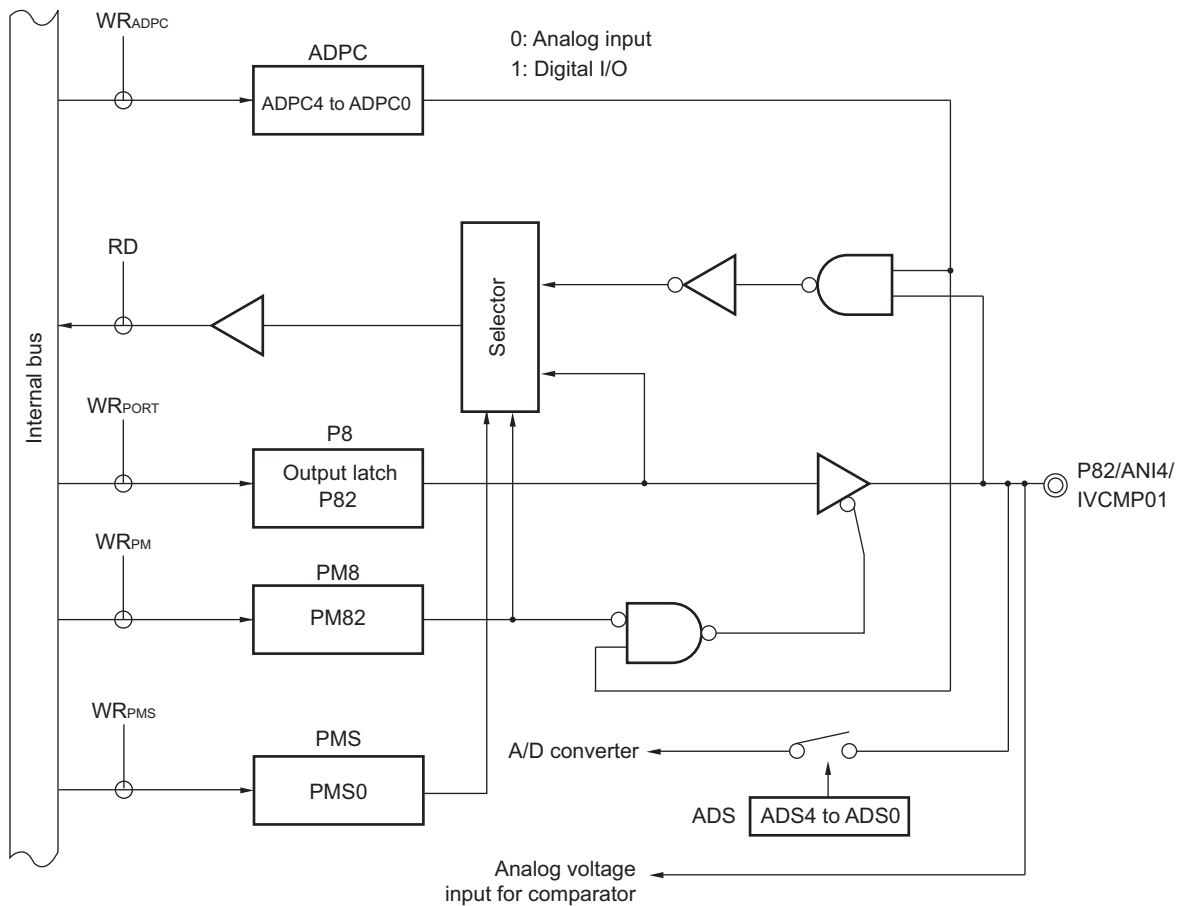 WRADPC
ADPC
0: Analog input
1: Digital I/O
ADPC4 to ADPC0
RD
Selector
Internal bus
WRPORT
P8
Output latch
P82
P82/ANI4/
IVCMP01
WRPM
PM8
PM82
WRPMS
PMS
PMS0
A/D converter
ADS
ADS4 to ADS0
Analog voltage
input for comparator